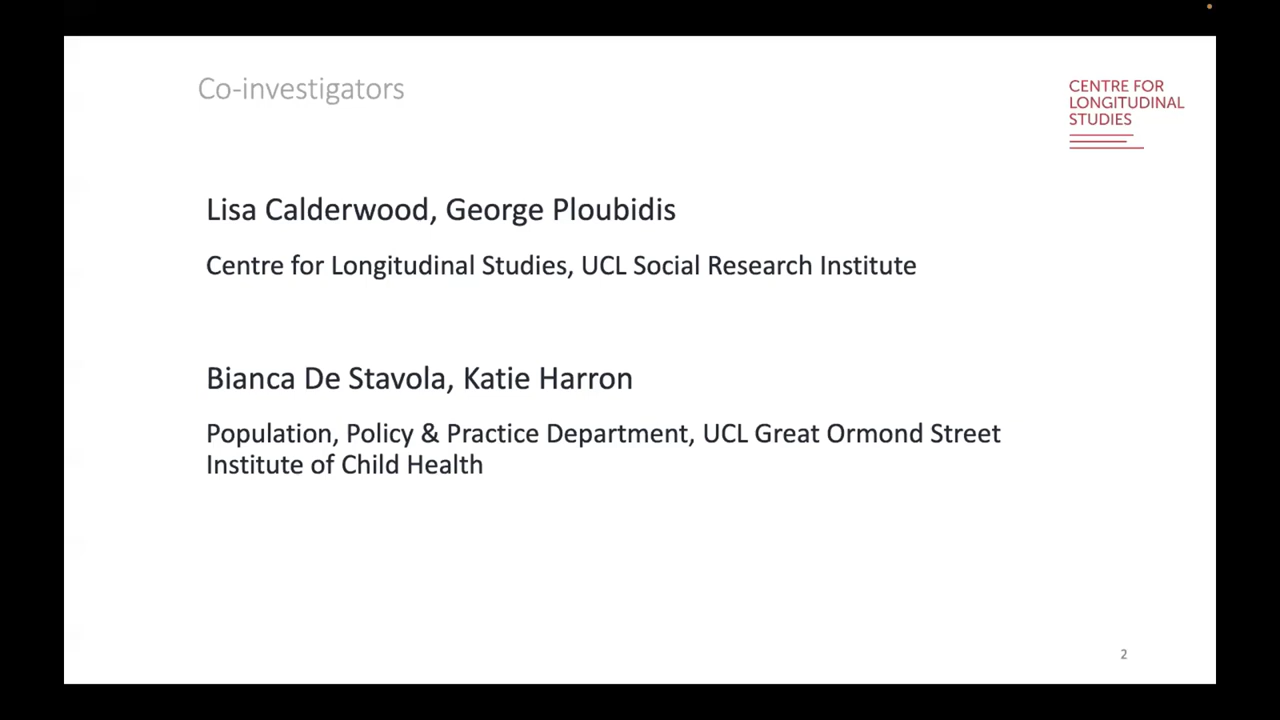 Co-investigators
CENTRE FOR
LONGITUDINAL
STUDIES
Lisa Calderwood, George Ploubidis
Centre for Longitudinal Studies, UCL Social Research Institute
Bianca De Stavola, Katie Harron
Population, Policy & Practice Department, UCL Great Ormond Street
Institute of Child Health
2